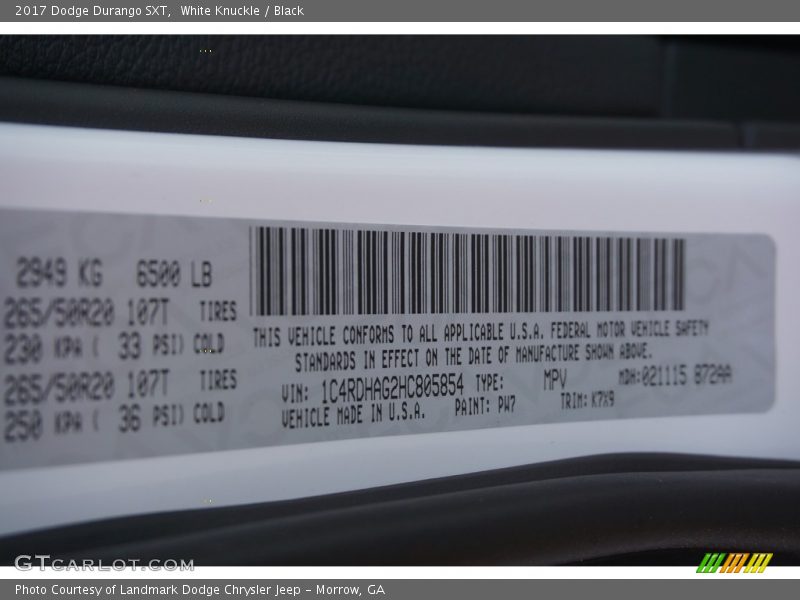 2017 Dodge Durango SXT,  White Knuckle / Black
2949 KG 6500 LB
265/50R20 107T TIRES
230 KPA ( 33 PSI) COLD
265/50R20 107T TIRES
250 KPA ( 36 PSI) COLD
THIS VEHICLE CONFORMS TO ALL APPLICABLE U.S.A. FEDERAL MOTOR VEHICLE SAFETY
STANDARDS IN EFFECT ON THE DATE OF MANUFACTURE SHOWN ABOVE.
VIN: 1C4RDHAG2HC805854 TYPE: MPV MDH:021115 872AA
VEHICLE MADE IN U.S.A. PAINT: PW7 TRIM: K7X9
GTCARLOT.COM
Photo Courtesy of Landmark Dodge Chrysler Jeep – Morrow, GA